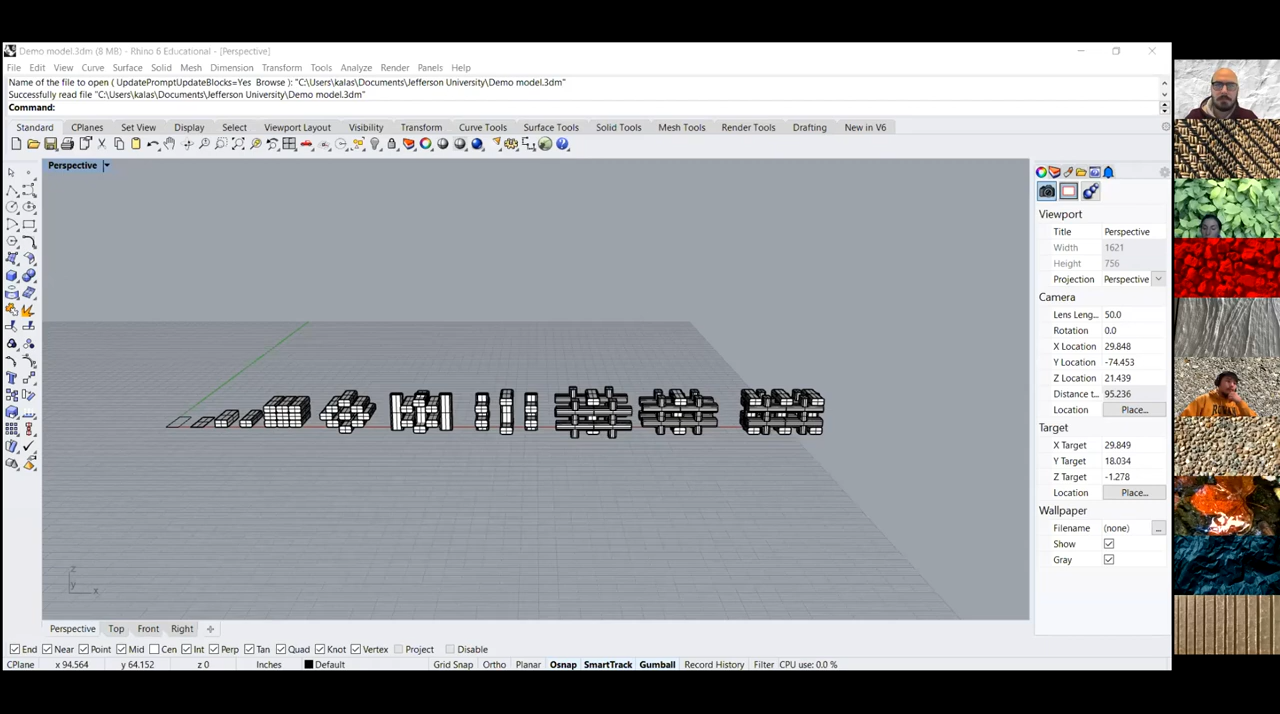 Demo model.3dm (8 MB) - Rhino 6 Educational - [Perspective]
File Edit View Curve Surface Solid Mesh Dimension Transform Tools Analyze Render Panels Help
Name of the file to open ( UpdatePromptUpdateBlocks=Yes Browse ): "C:\Users\kalas\Documents\Jefferson University\Demo model.3dm"
Successfully read file "C:\Users\kalas\Documents\Jefferson University\Demo model.3dm"
Command:
Standard CPlanes Set View Display Select Viewport Layout Visibility Transform Curve Tools Surface Tools Solid Tools Mesh Tools Render Tools Drafting New in V6
Perspective
Viewport
Title Perspective
Width 1621
Height 756
Projection Perspective
Camera
Lens Leng... 50.0
Rotation 0.0
X Location 29.848
Y Location -74.453
Z Location 21.439
Distance t... 95.236
Location Place...
Target
X Target 29.849
Y Target 18.034
Z Target -1.278
Location Place...
Wallpaper
Filename (none) ...
Show
Gray
z
y
x
Perspective Top Front Right
End Near Point Mid Cen Int Perp Tan Quad Knot Vertex Project Disable
CPlane x 94.564 y 64.152 z 0 Inches Default Grid Snap Ortho Planar Osnap SmartTrack Gumball Record History Filter CPU use: 0.0 %